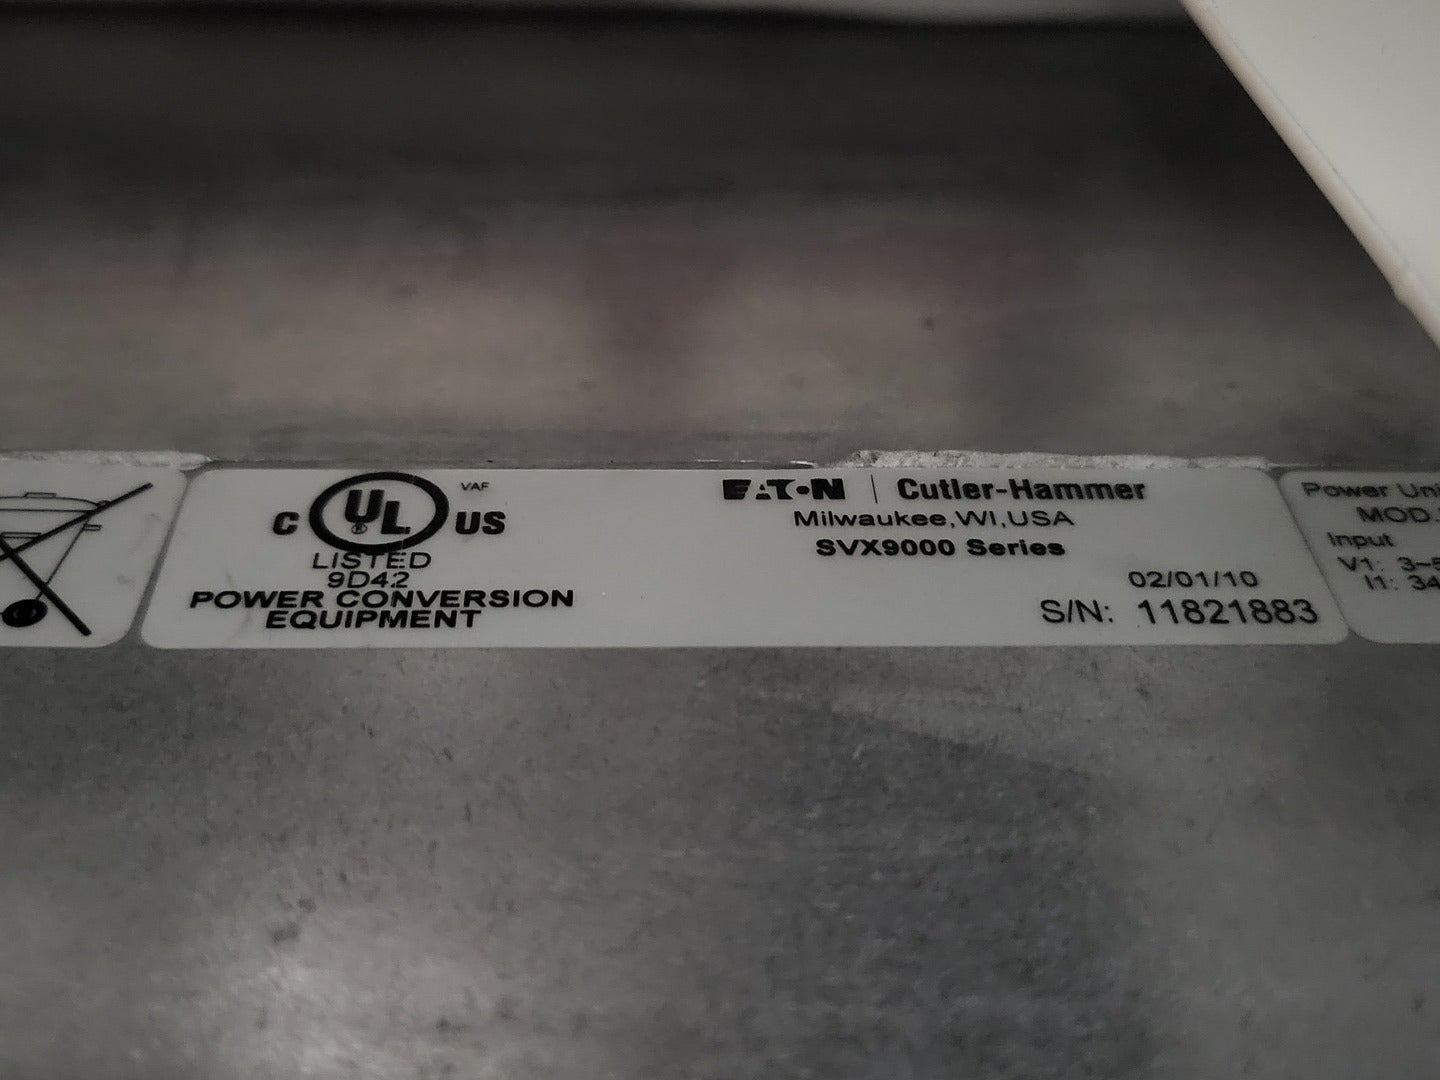 C UL US VAF
®
LISTED
9D42
POWER CONVERSION
EQUIPMENT
EATON | Cutler-Hammer
Milwaukee,WI,USA
SVX9000 Series
02/01/10
S/N: 11821883
Power
MOD.
Input
V1: 3~
I1: 34